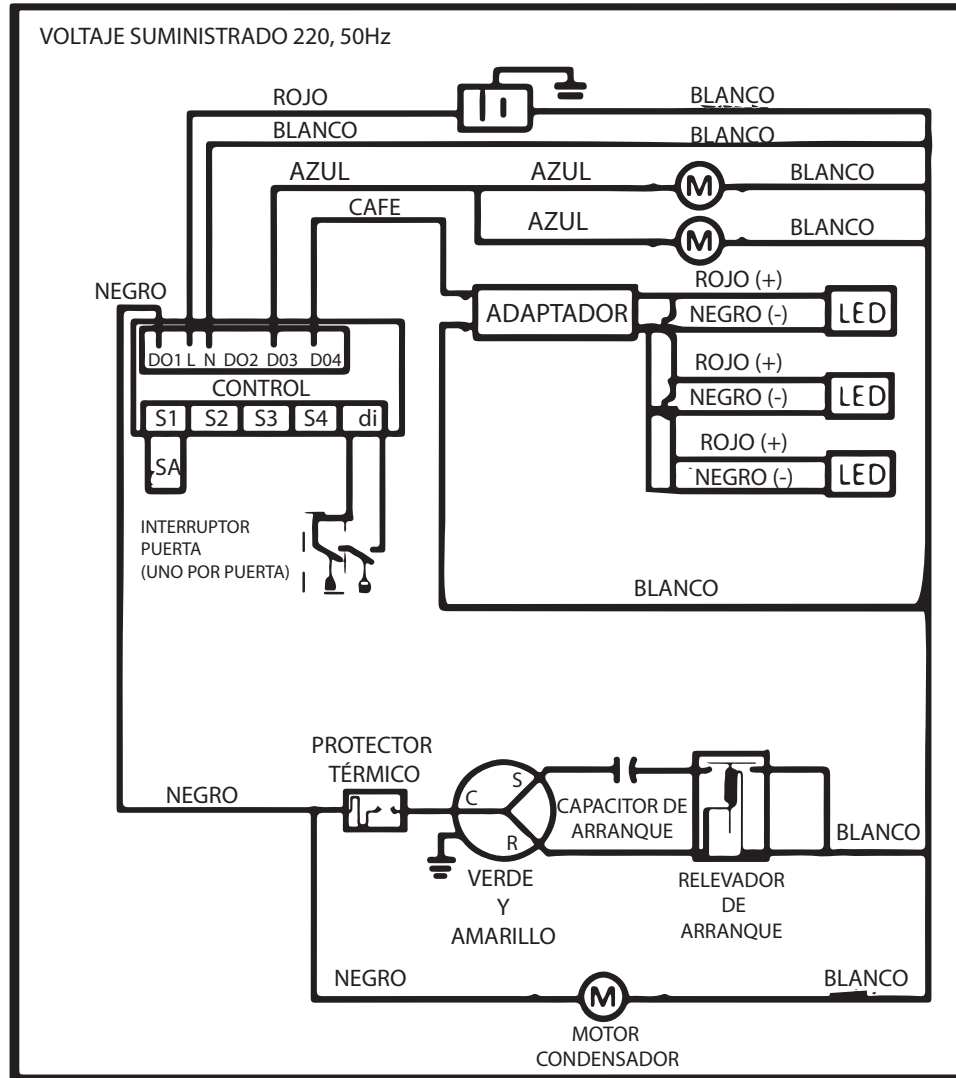 VOLTAJE SUMINISTRADO 220, 50Hz
ROJO
BLANCO
BLANCO
BLANCO
AZUL
AZUL
BLANCO
CAFE
AZUL
BLANCO
NEGRO
ROJO (+)
ADAPTADOR
NEGRO (-)
LED
DO1 L N DO2 D03 D04
CONTROL
ROJO (+)
NEGRO (-)
LED
S1 S2 S3 S4 di
ROJO (+)
SA
NEGRO (-)
LED
INTERRUPTOR
PUERTA
(UNO POR PUERTA)
BLANCO
PROTECTOR
TÉRMICO
NEGRO
C
S
R
CAPACITOR DE
ARRANQUE
BLANCO
VERDE
Y
AMARILLO
RELEVADOR
DE
ARRANQUE
M
M
NEGRO
M
BLANCO
MOTOR
CONDENSADOR